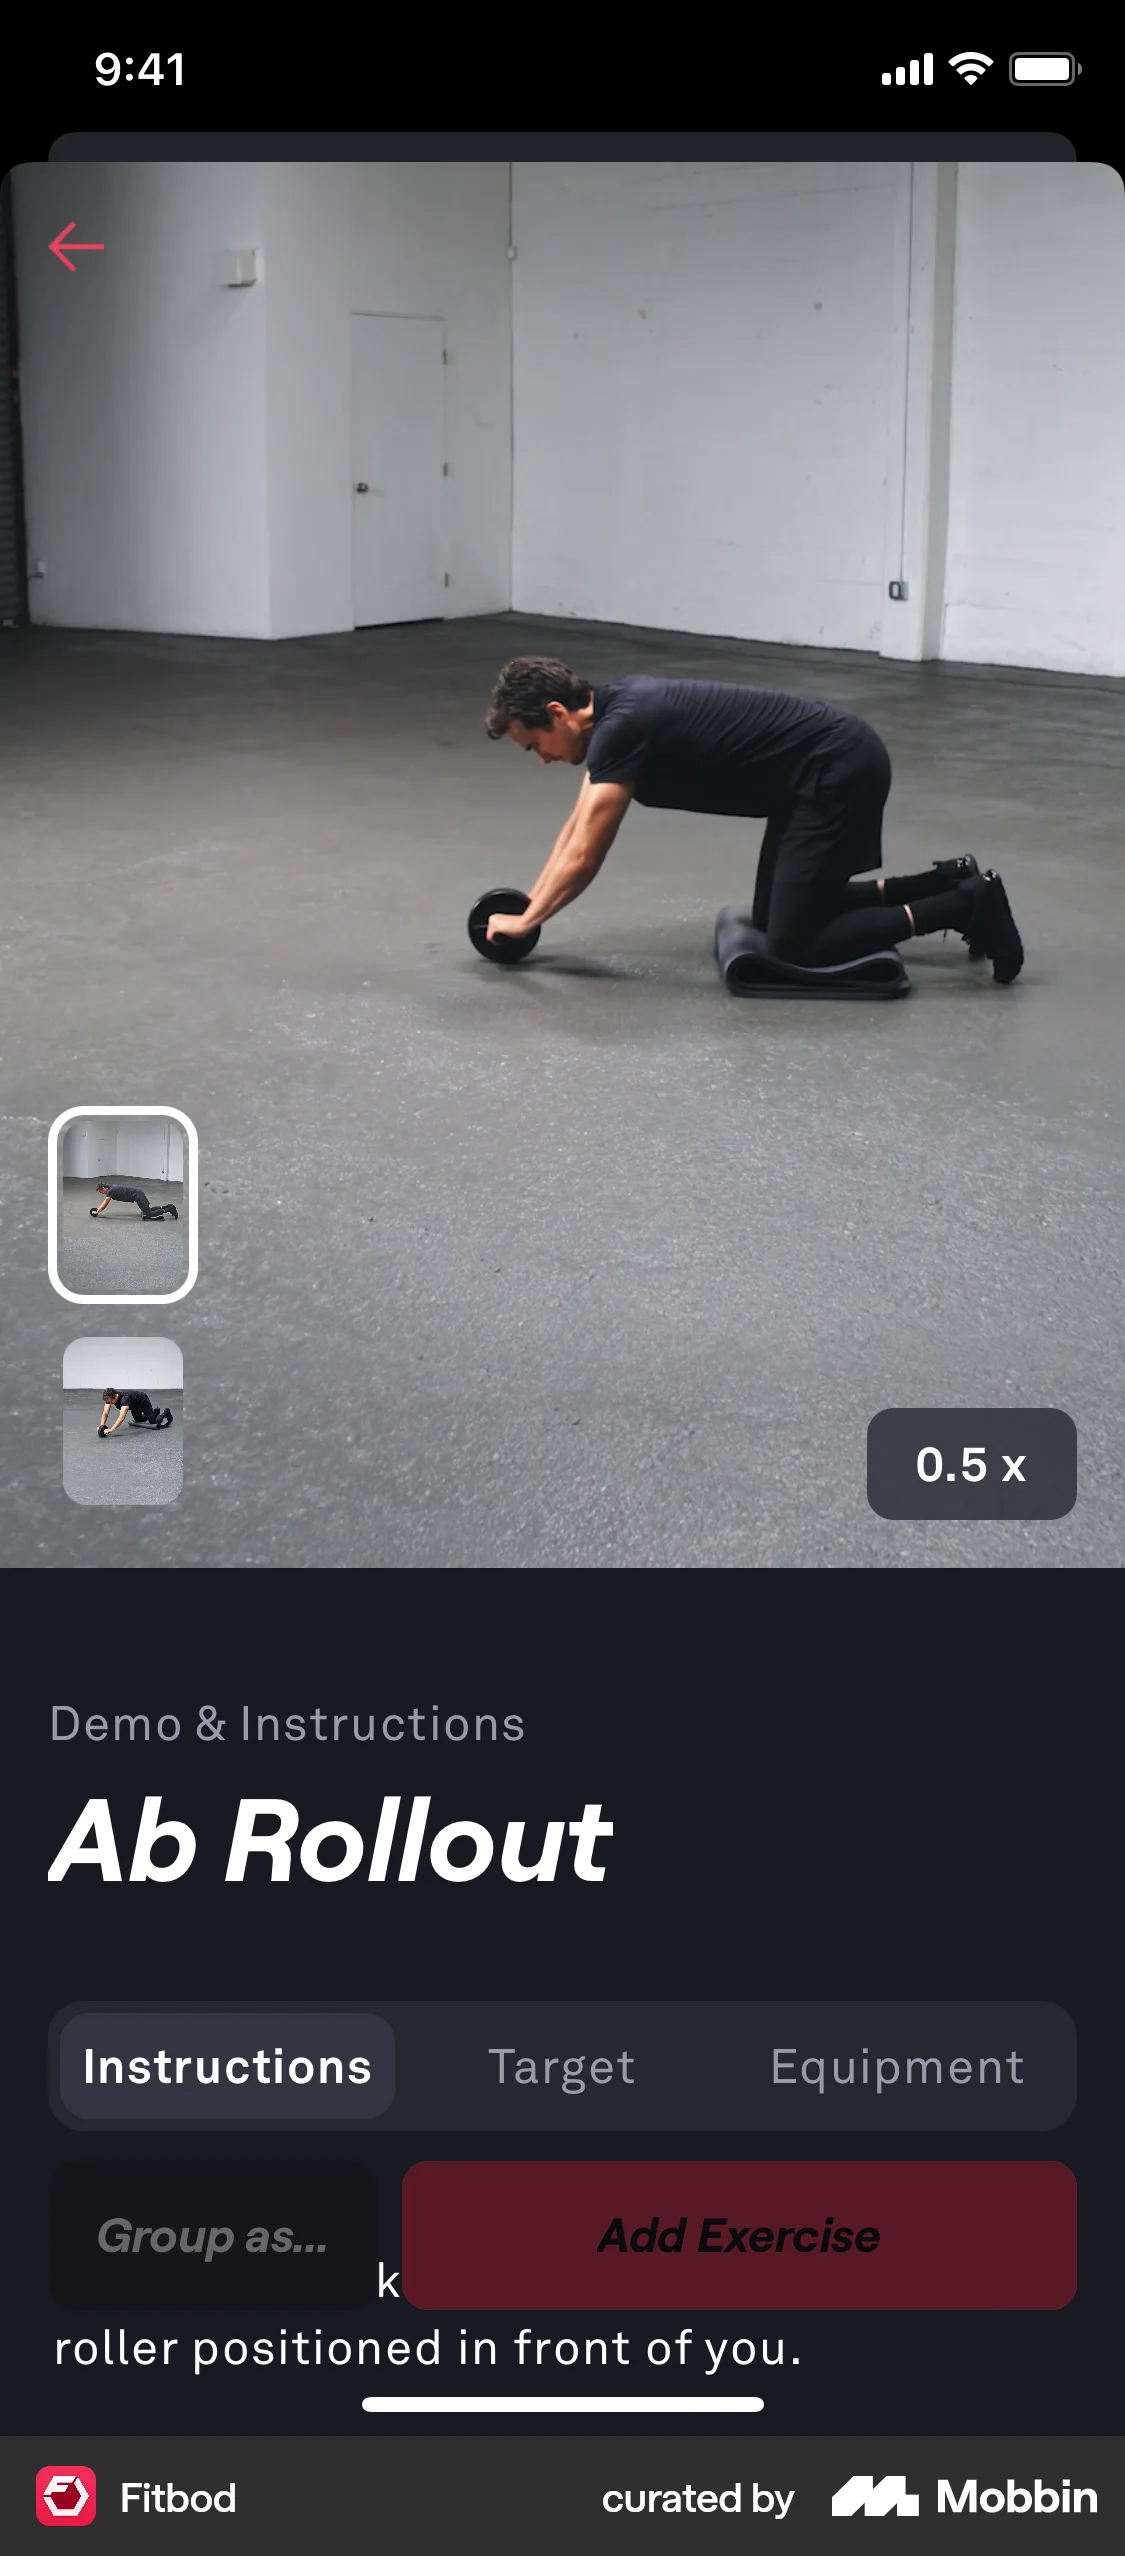 9:41
0.5 x
Demo & Instructions
Ab Rollout
Instructions Target Equipment
Group as... Add Exercise
k
roller positioned in front of you.
Fitbod curated by Mobbin